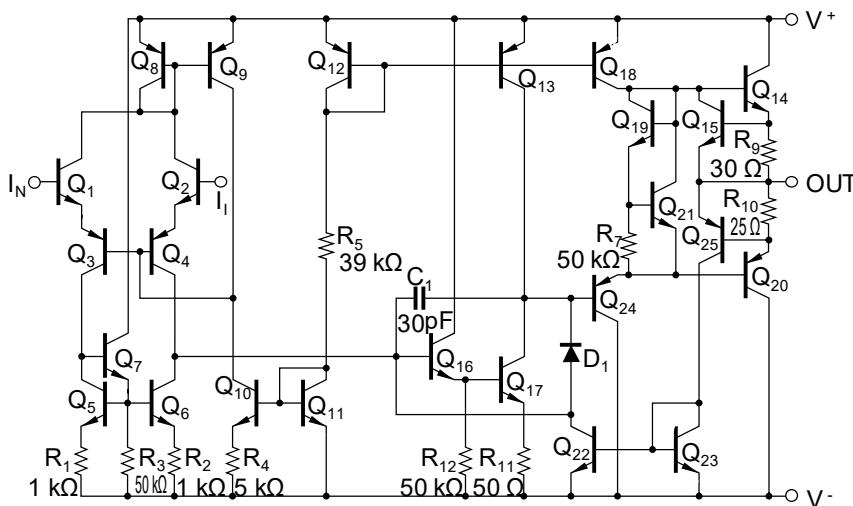 V+
Q8
Q9
Q12
Q13
Q18
Q14
Q19
Q15
R9
30 Ω
IN
Q1
Q2
II
OUT
Q21
R10
25 Ω
Q3
Q4
R5
39 kΩ
R7
50 kΩ
Q25
C1
30pF
Q24
Q20
Q7
Q16
D1
Q5
Q6
Q10
Q11
Q17
Q22
Q23
R1
1 kΩ
R3
50 kΩ
R2
1 kΩ
R4
5 kΩ
R12
50 kΩ
R11
50 Ω
V-